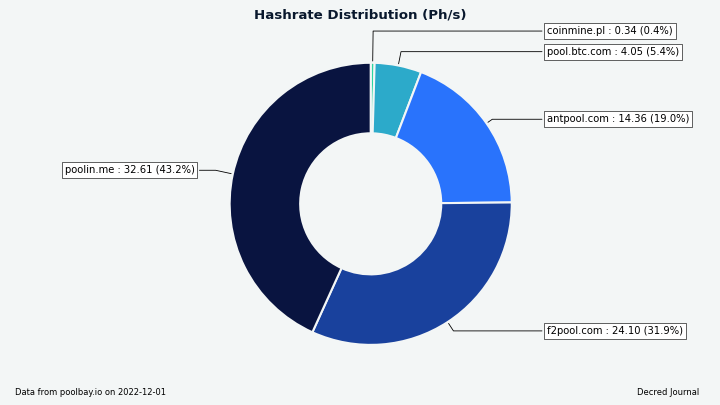 Hashrate Distribution (Ph/s)
coinmine.pl : 0.34 (0.4%)
pool.btc.com : 4.05 (5.4%)
antpool.com : 14.36 (19.0%)
poolin.me : 32.61 (43.2%)
f2pool.com : 24.10 (31.9%)
Data from poolbay.io on 2022-12-01
Decred Journal